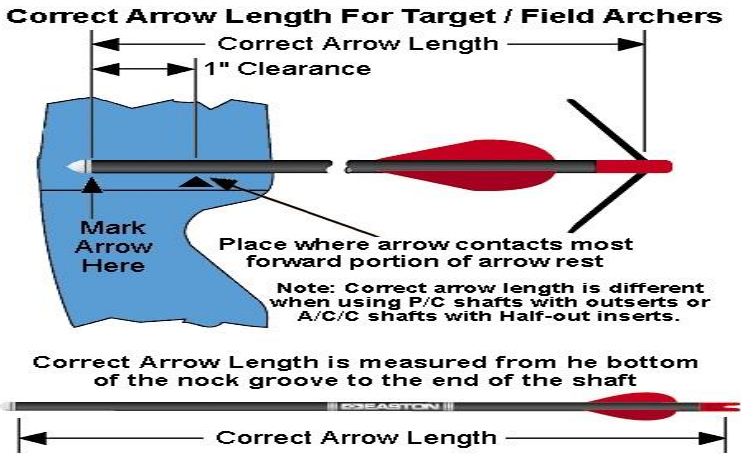 Correct Arrow Length For Target / Field Archers
Correct Arrow Length
1" Clearance
Mark
Arrow
Here
Place where arrow contacts most
forward portion of arrow rest
Note: Correct arrow length is different
when using P/C shafts with outserts or
A/C/C shafts with Half-out inserts.
Correct Arrow Length is measured from he bottom
of the nock groove to the end of the shaft
EASTON
Correct Arrow Length